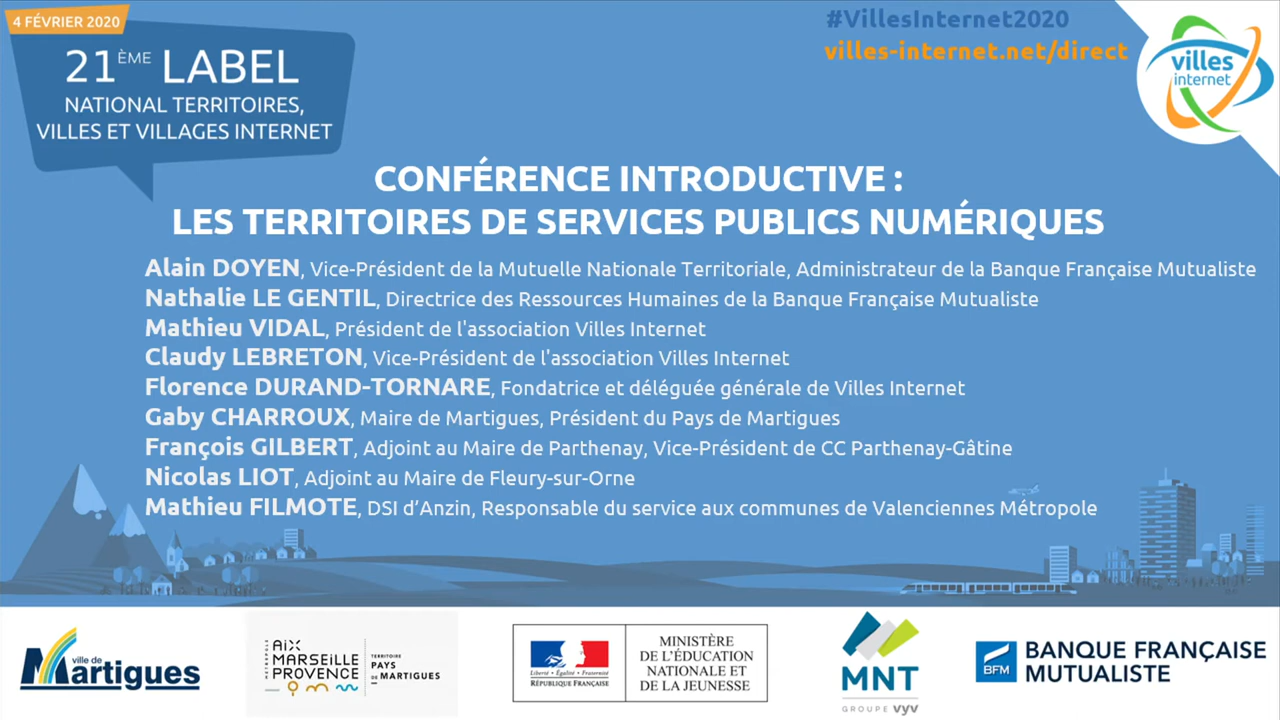 4 FÉVRIER 2020
21ÈME LABEL
NATIONAL TERRITOIRES,
VILLES ET VILLAGES INTERNET
#VillesInternet2020
villes-internet.net/direct
villes
internet
CONFÉRENCE INTRODUCTIVE :
LES TERRITOIRES DE SERVICES PUBLICS NUMÉRIQUES
Alain DOYEN, Vice-Président de la Mutuelle Nationale Territoriale, Administrateur de la Banque Française Mutualiste
Nathalie LE GENTIL, Directrice des Ressources Humaines de la Banque Française Mutualiste
Mathieu VIDAL, Président de l'association Villes Internet
Claudy LEBRETON, Vice-Président de l'association Villes Internet
Florence DURAND-TORNARE, Fondatrice et déléguée générale de Villes Internet
Gaby CHARROUX, Maire de Martigues, Président du Pays de Martigues
François GILBERT, Adjoint au Maire de Parthenay, Vice-Président de CC Parthenay-Gâtine
Nicolas LIOT, Adjoint au Maire de Fleury-sur-Orne
Mathieu FILMOTE, DSI d’Anzin, Responsable du service aux communes de Valenciennes Métropole
ville de
Martigues
MÉTROPOLE
AIX
MARSEILLE
PROVENCE
TERRITOIRE
PAYS
DE MARTIGUES
Liberté • Égalité • Fraternité
RÉPUBLIQUE FRANÇAISE
MINISTÈRE
DE L'ÉDUCATION
NATIONALE ET
DE LA JEUNESSE
MNT
GROUPE vyv
BFM
BANQUE FRANÇAISE
MUTUALISTE